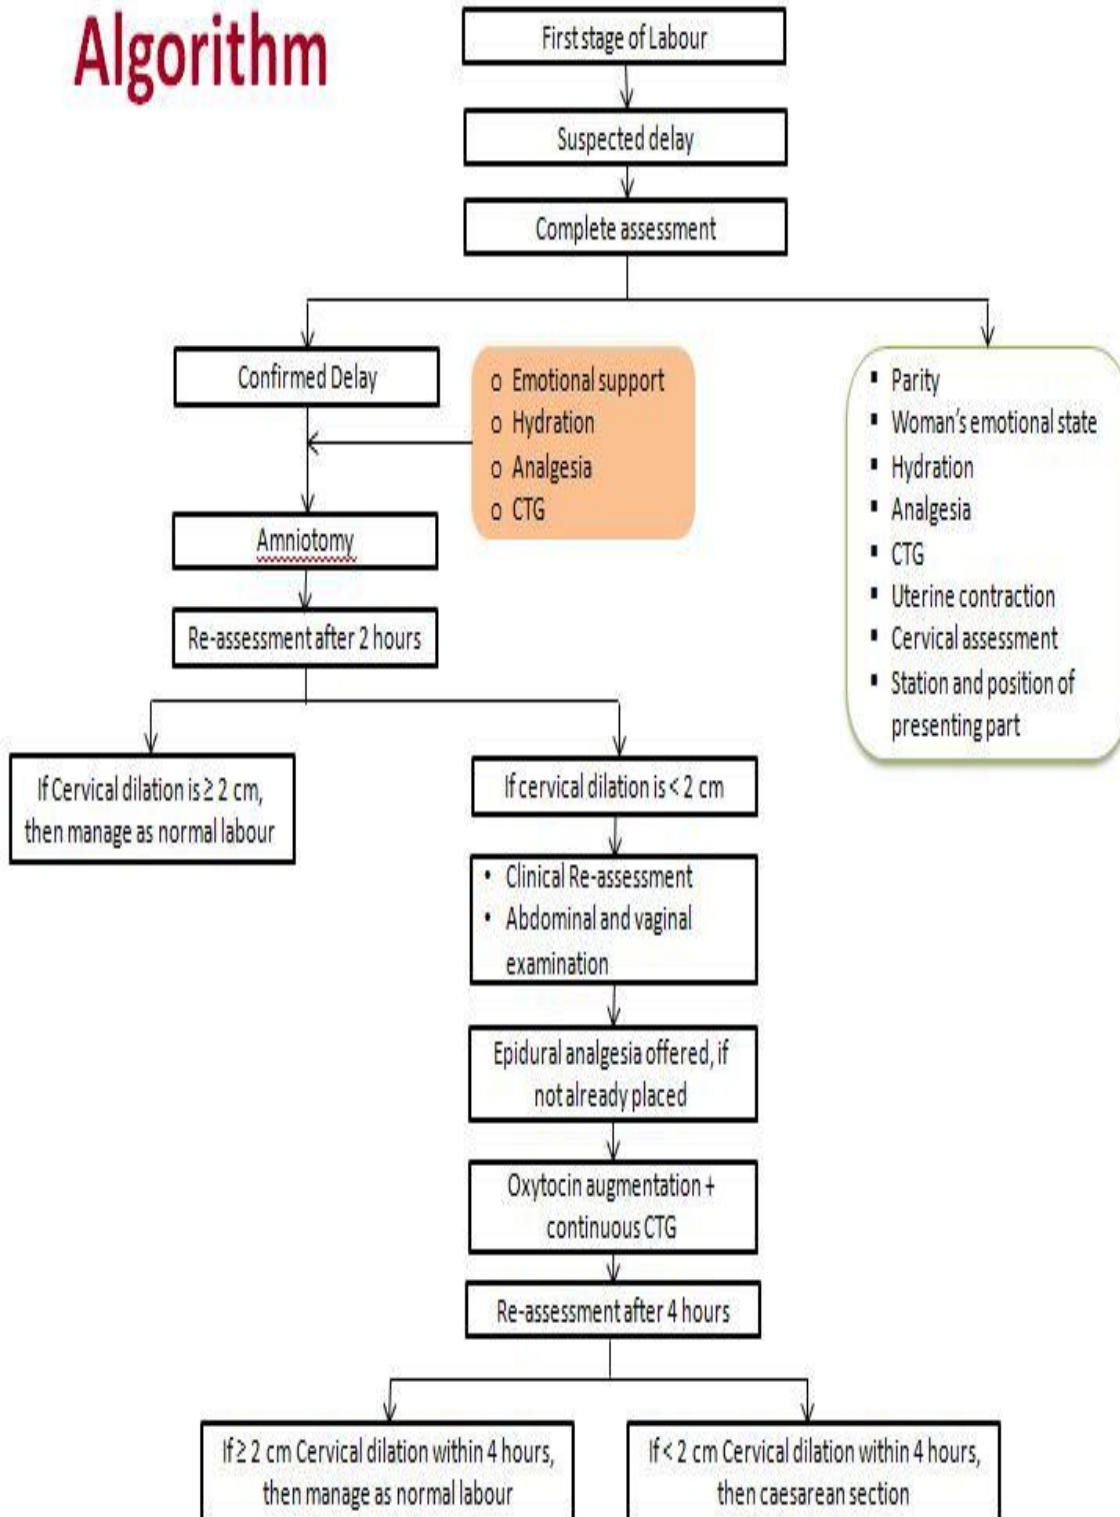 Algorithm
First stage of Labour
Suspected delay
Complete assessment
Confirmed Delay
o Emotional support
o Hydration
o Analgesia
o CTG
▪ Parity
▪ Woman's emotional state
▪ Hydration
▪ Analgesia
▪ CTG
▪ Uterine contraction
▪ Cervical assessment
▪ Station and position of
presenting part
Amniotomy
Re-assessment after 2 hours
If Cervical dilation is ≥ 2 cm,
then manage as normal labour
If cervical dilation is < 2 cm
• Clinical Re-assessment
• Abdominal and vaginal
examination
Epidural analgesia offered, if
not already placed
Oxytocin augmentation +
continuous CTG
Re-assessment after 4 hours
If ≥ 2 cm Cervical dilation within 4 hours,
then manage as normal labour
If < 2 cm Cervical dilation within 4 hours,
then caesarean section